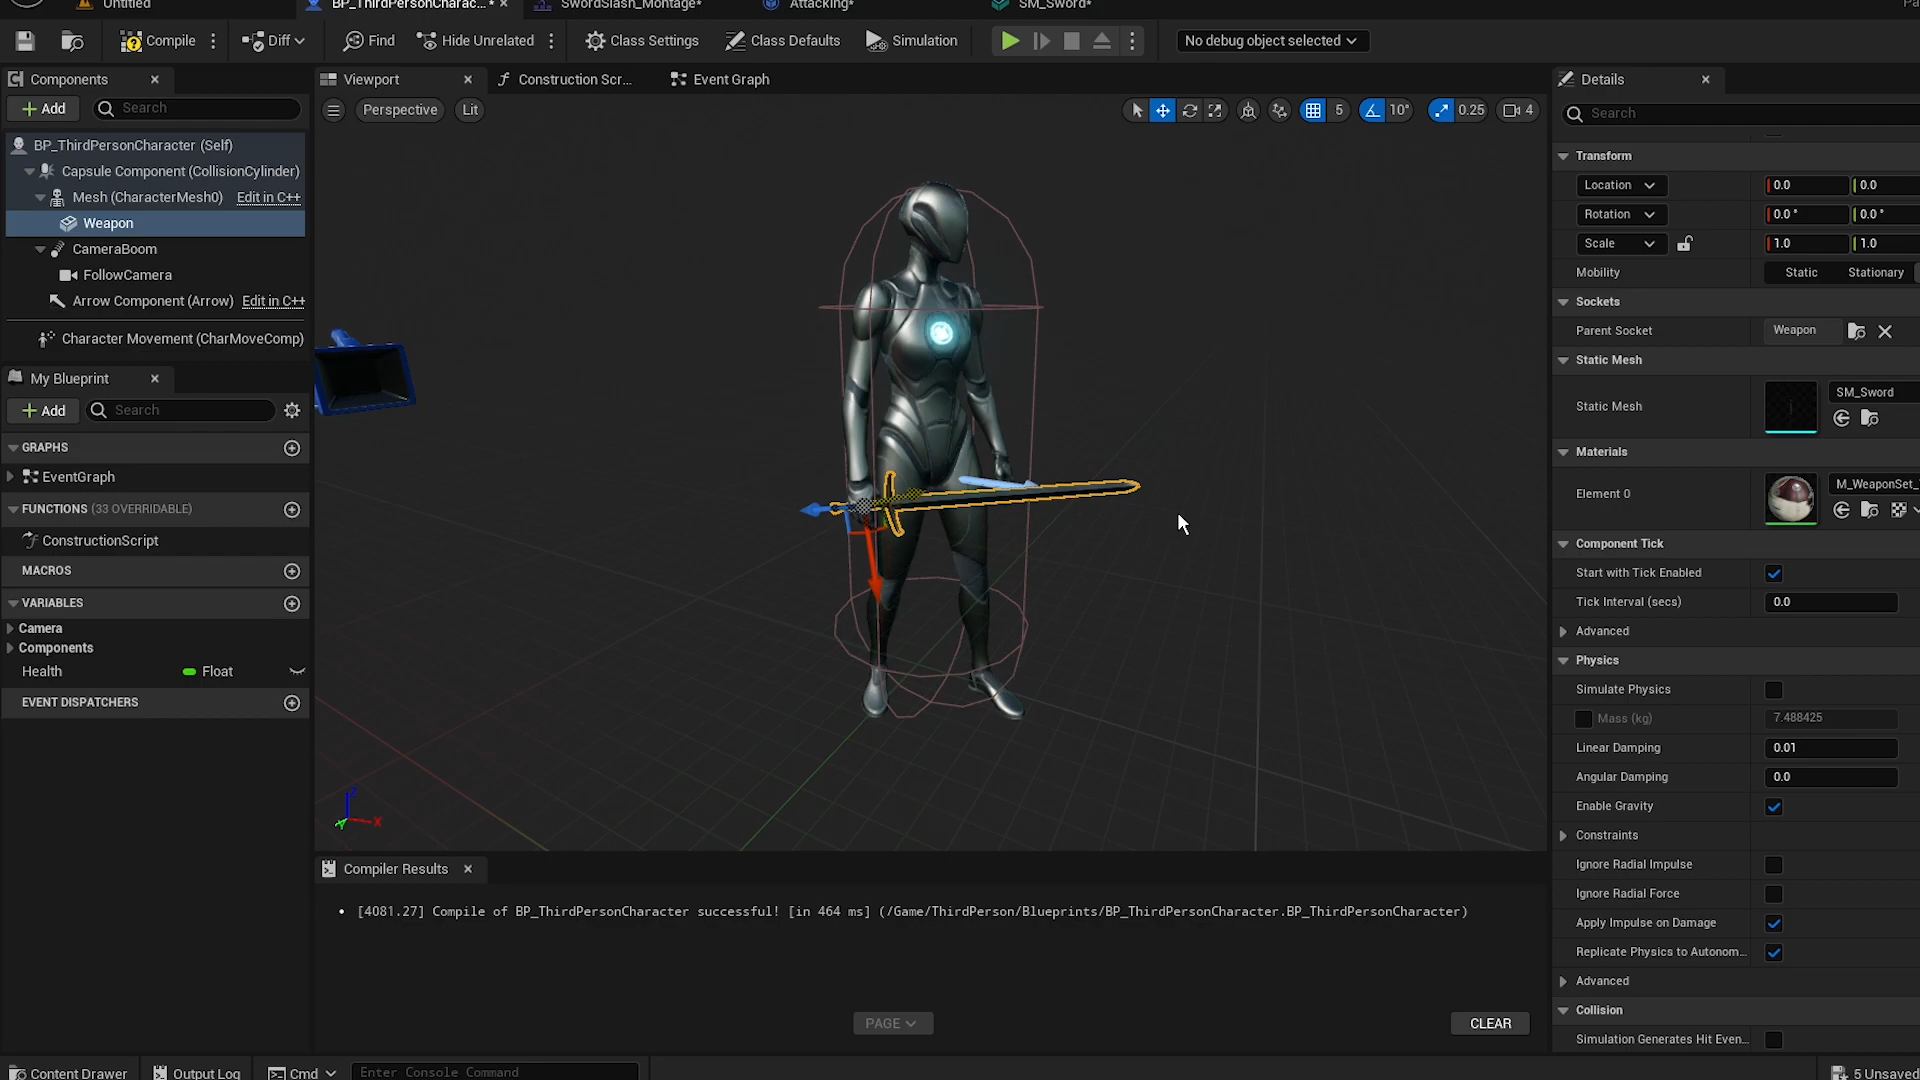 Untitled
BP_ThirdPersonCharac...*
SwordSlash_Montage*
Attacking*
SM_Sword*
Compile
Diff
Find
Hide Unrelated
Class Settings
Class Defaults
Simulation
No debug object selected
Components
Add
Search
BP_ThirdPersonCharacter (Self)
Capsule Component (CollisionCylinder)
Mesh (CharacterMesh0) Edit in C++
Weapon
CameraBoom
FollowCamera
Arrow Component (Arrow) Edit in C++
Character Movement (CharMoveComp)
My Blueprint
Add
Search
GRAPHS
EventGraph
FUNCTIONS (33 OVERRIDABLE)
ConstructionScript
MACROS
VARIABLES
Camera
Components
Health Float
EVENT DISPATCHERS
Viewport
Construction Scr...
Event Graph
Perspective
Lit
5
10°
0.25
4
Z
X
Y
Compiler Results
• [4081.27] Compile of BP_ThirdPersonCharacter successful! [in 464 ms] (/Game/ThirdPerson/Blueprints/BP_ThirdPersonCharacter.BP_ThirdPersonCharacter)
PAGE
CLEAR
Details
Search
Transform
Location 0.0 0.0
Rotation 0.0 ° 0.0 °
Scale 1.0 1.0
Mobility Static Stationary
Sockets
Parent Socket Weapon
Static Mesh
Static Mesh SM_Sword
Materials
Element 0 M_WeaponSet_
Component Tick
Start with Tick Enabled
Tick Interval (secs) 0.0
Advanced
Physics
Simulate Physics
Mass (kg) 7.488425
Linear Damping 0.01
Angular Damping 0.0
Enable Gravity
Constraints
Ignore Radial Impulse
Ignore Radial Force
Apply Impulse on Damage
Replicate Physics to Autonom...
Advanced
Collision
Simulation Generates Hit Even...
Content Drawer
Output Log
Cmd
Enter Console Command
5 Unsaved